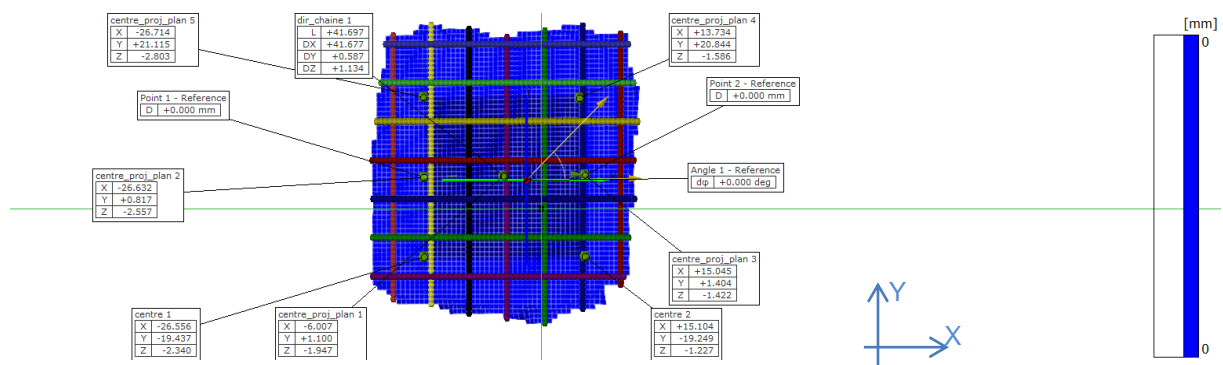 centre_proj_plan 5
X -26.714
Y +21.115
Z -2.803
dir_chaine 1
L +41.697
DX +41.677
DY +0.587
DZ +1.134
centre_proj_plan 4
X +13.734
Y +20.844
Z -1.586
[mm]
0
Point 1 - Reference
D +0.000 mm
Point 2 - Reference
D +0.000 mm
centre_proj_plan 2
X -26.632
Y +0.817
Z -2.557
Angle 1 - Reference
dφ +0.000 deg
centre_proj_plan 3
X +15.045
Y +1.404
Z -1.422
centre 1
X -26.556
Y -19.437
Z -2.340
centre_proj_plan 1
X -6.007
Y +1.100
Z -1.947
centre 2
X +15.104
Y -19.249
Z -1.227
Y
X
0